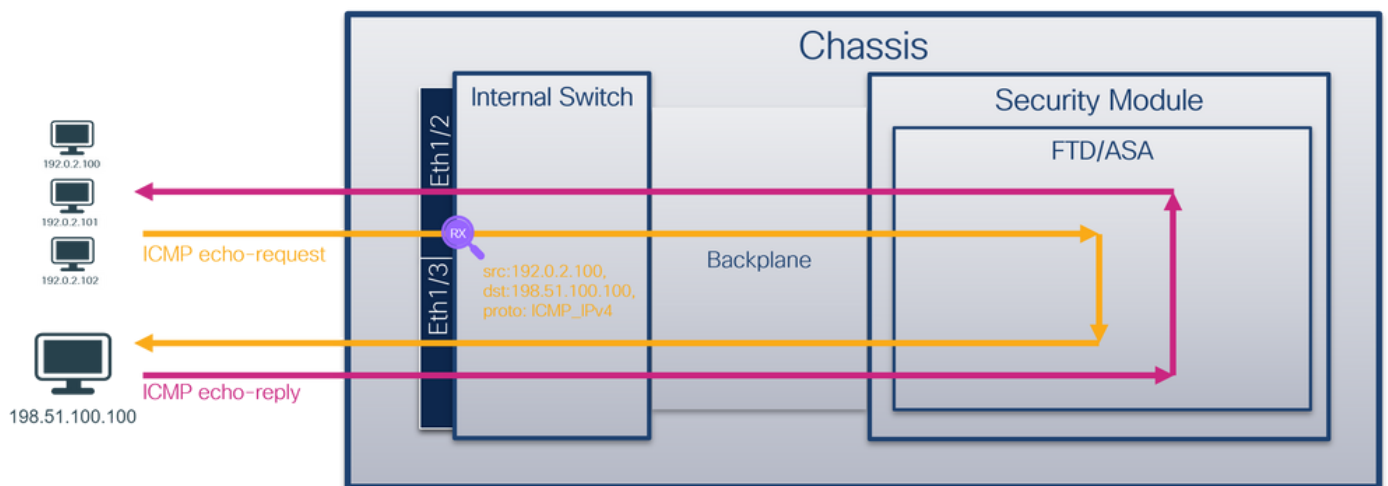 Chassis
Internal Switch
Security Module
FTD/ASA
Eth1/2
192.0.2.100
192.0.2.101
RX
ICMP echo-request
192.0.2.102
Backplane
src:192.0.2.100,
dst:198.51.100.100,
proto: ICMP_IPv4
Eth1/3
ICMP echo-reply
198.51.100.100